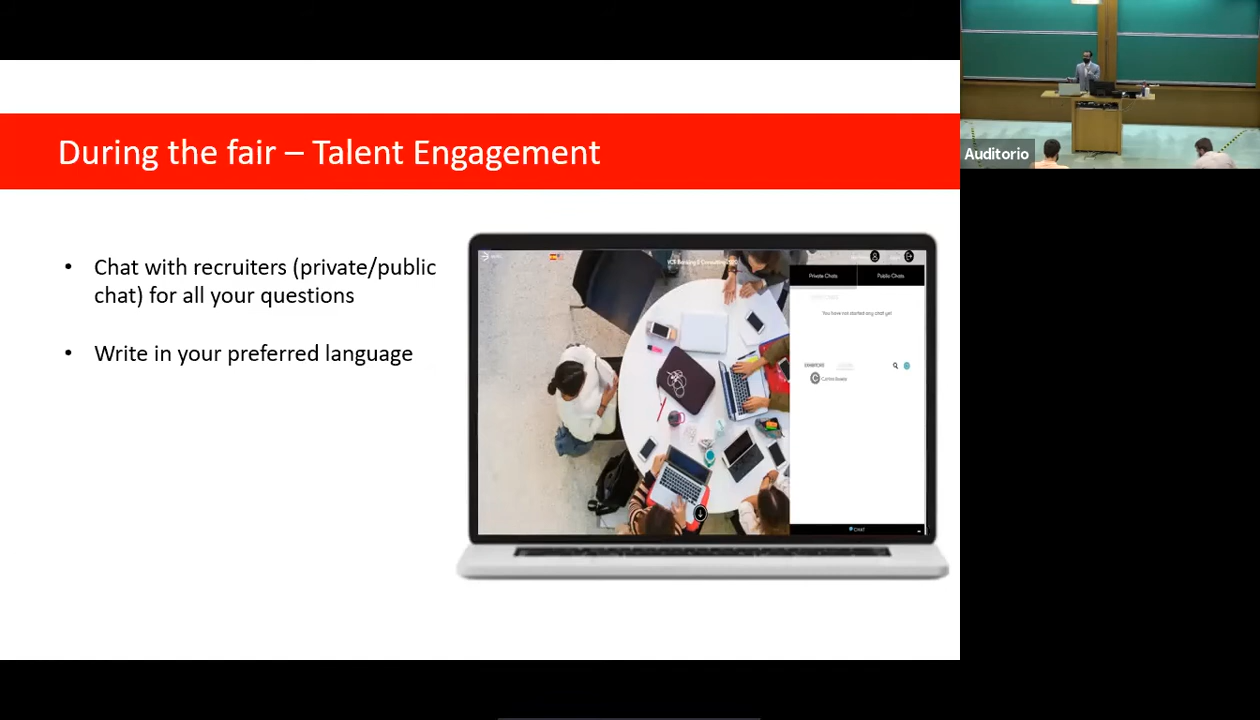 During the fair – Talent Engagement
Auditorio
• Chat with recruiters (private/public
chat) for all your questions
• Write in your preferred language
Private Chats
Public Chats
You have not started any chat yet
CHAT